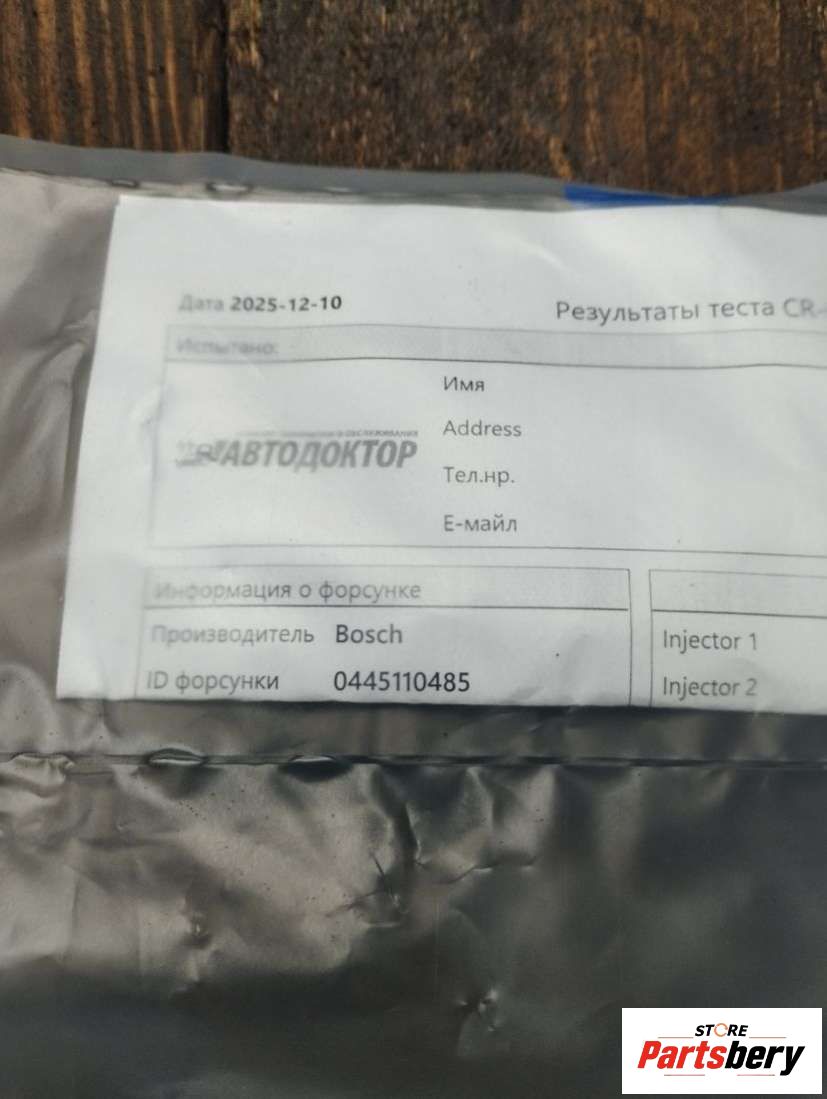 Дата 2025-12-10
Результаты теста CR-
Испытано:
Имя
Address
ОБСЛУЖИВАНИЯ
АВТОДОКТОР
Тел.нр.
Е-майл
Информация о форсунке
Производитель Bosch
Injector 1
ID форсунки 0445110485
Injector 2
STORE
Partsbery